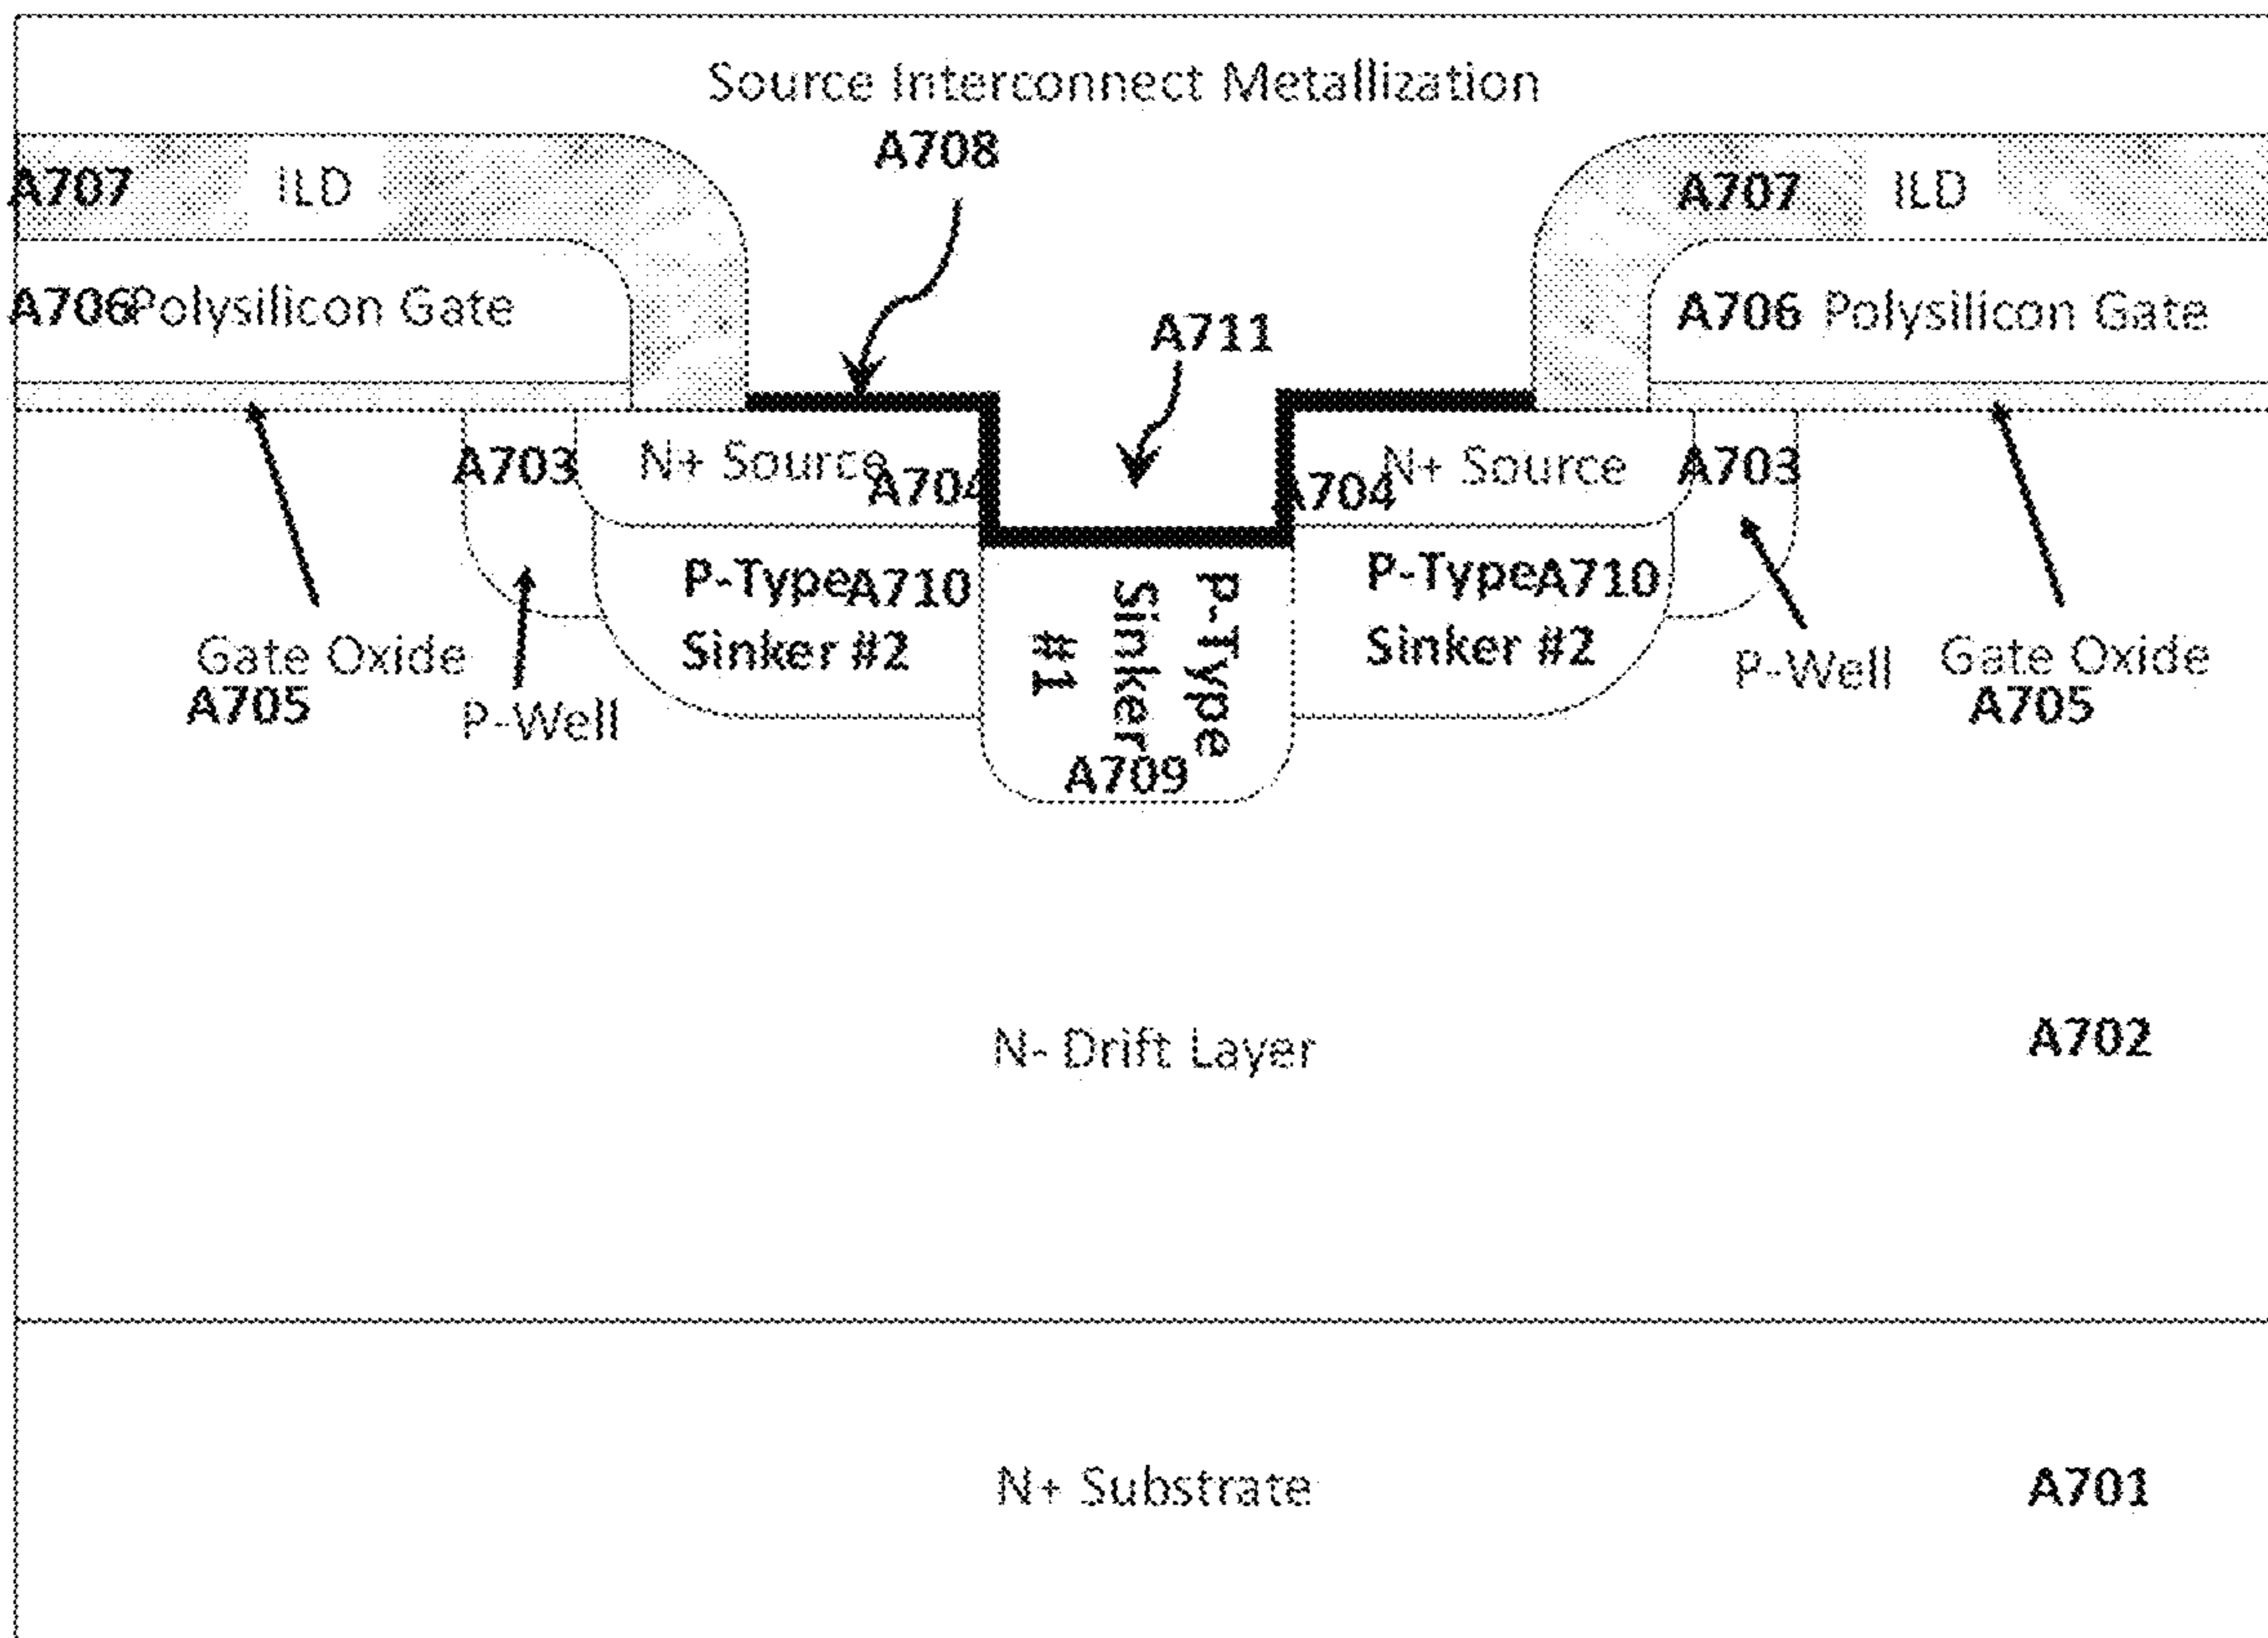 Source Interconnect Metallization
A708
A707 ILD
A707 ILD
A706 Polysilicon Gate
A706 Polysilicon Gate
A711
A703
N+ Source
A704
A704
N+ Source
A703
P-Type A710
Sinker #2
P-Type
Sinker
#1
A709
P-Type A710
Sinker #2
Gate Oxide
A705
P-Well
P-Well
Gate Oxide
A705
N- Drift Layer
A702
N+ Substrate
A701